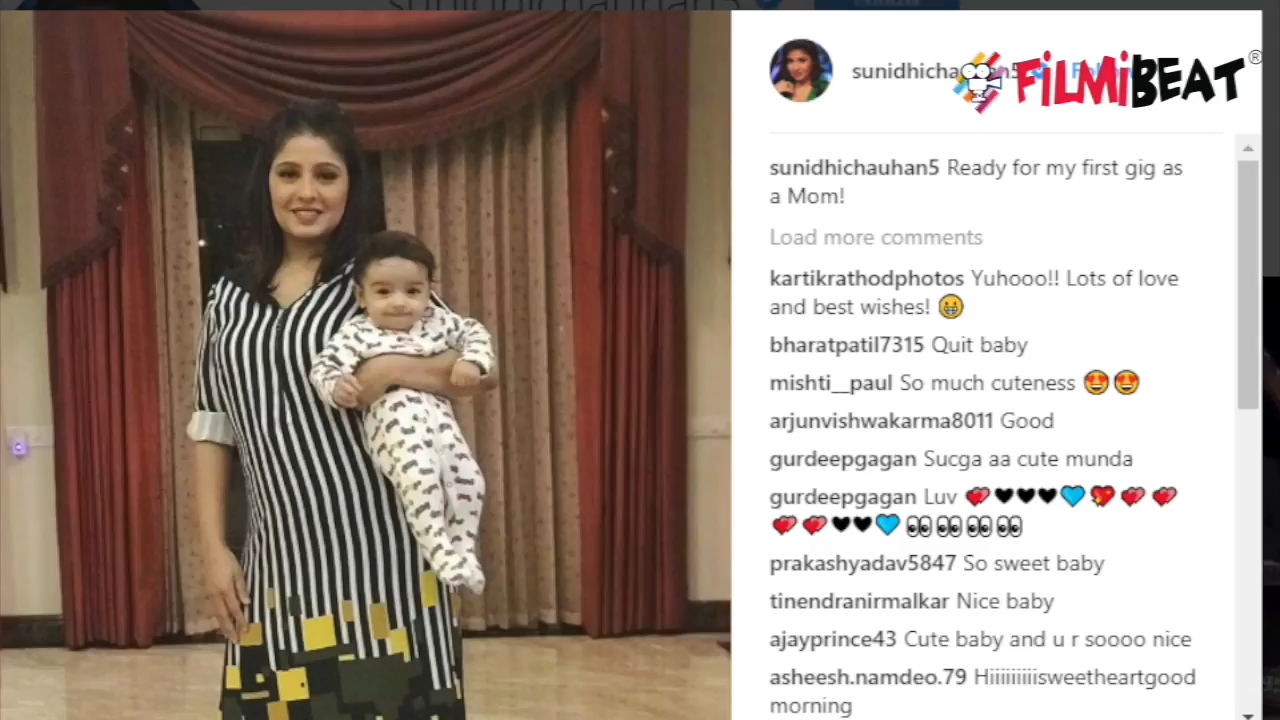 sunidhichauhan5
FiLMiBEAT®
sunidhichauhan5 Ready for my first gig as
a Mom!
Load more comments
kartikrathodphotos Yuhooo!! Lots of love
and best wishes! 😁
bharatpatil7315 Quit baby
mishti__paul So much cuteness 😍😍
arjunvishwakarma8011 Good
gurdeepgagan Sucga aa cute munda
gurdeepgagan Luv 💕🖤🖤🖤💙💖💕💕
💕💕🖤🖤💙👀👀👀👀
prakashyadav5847 So sweet baby
tinendranirmalkar Nice baby
ajayprince43 Cute baby and u r soooo nice
asheesh.namdeo.79 Hiiiiiiiiisweetheartgood
morning